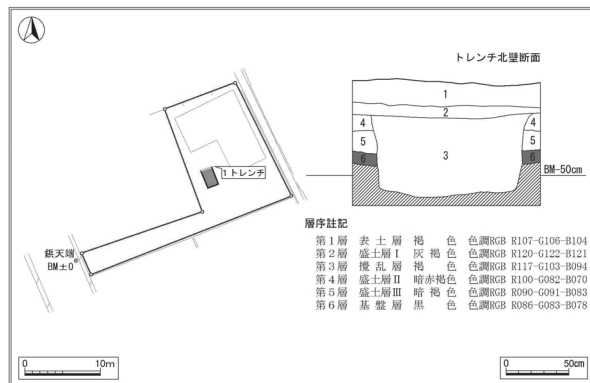 トレンチ北壁断面
1
2
4
4
5
5
3
6
6
BM-50cm
1トレンチ
鋲天端
BM±0
層序註記
第1層 表土層 褐色 色調RGB R107-G106-B104
第2層 盛土層Ⅰ 灰褐色 色調RGB R120-G122-B121
第3層 攪乱層 褐色 色調RGB R117-G103-B094
第4層 盛土層Ⅱ 暗赤褐色 色調RGB R100-G082-B070
第5層 盛土層Ⅲ 暗褐色 色調RGB R090-G091-B083
第6層 基盤層 黒色 色調RGB R086-G083-B078
0 10m
0 50cm